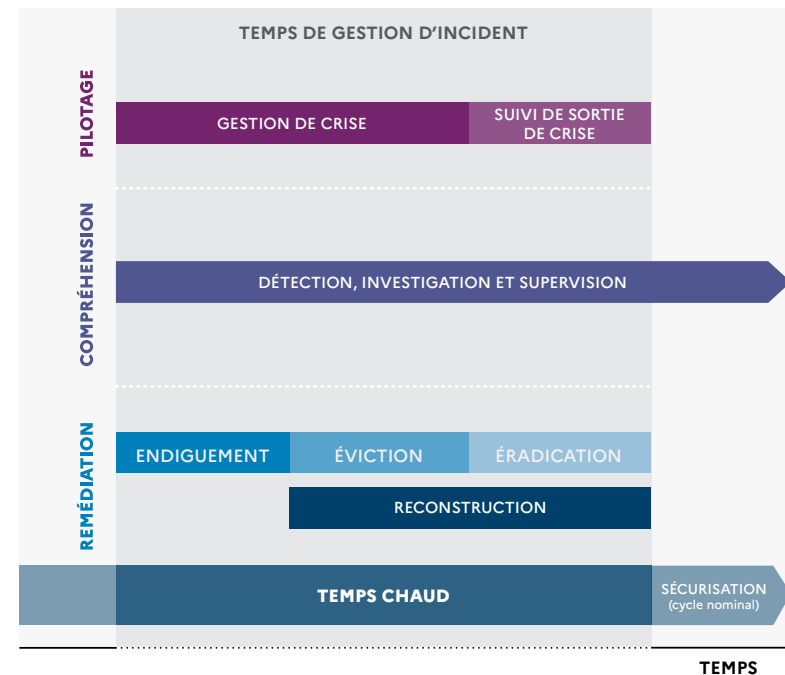 TEMPS DE GESTION D’INCIDENT
PILOTAGE
GESTION DE CRISE
SUIVI DE SORTIE
DE CRISE
COMPRÉHENSION
DÉTECTION, INVESTIGATION ET SUPERVISION
REMÉDIATION
ENDIGUEMENT
ÉVICTION
ÉRADICATION
RECONSTRUCTION
TEMPS CHAUD
SÉCURISATION
(cycle nominal)
TEMPS